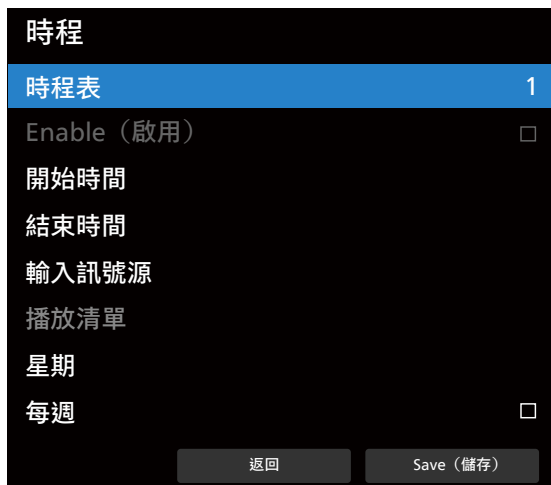 時程
時程表 1
Enable（啟用）
開始時間
結束時間
輸入訊號源
播放清單
星期
每週
返回 Save（儲存）